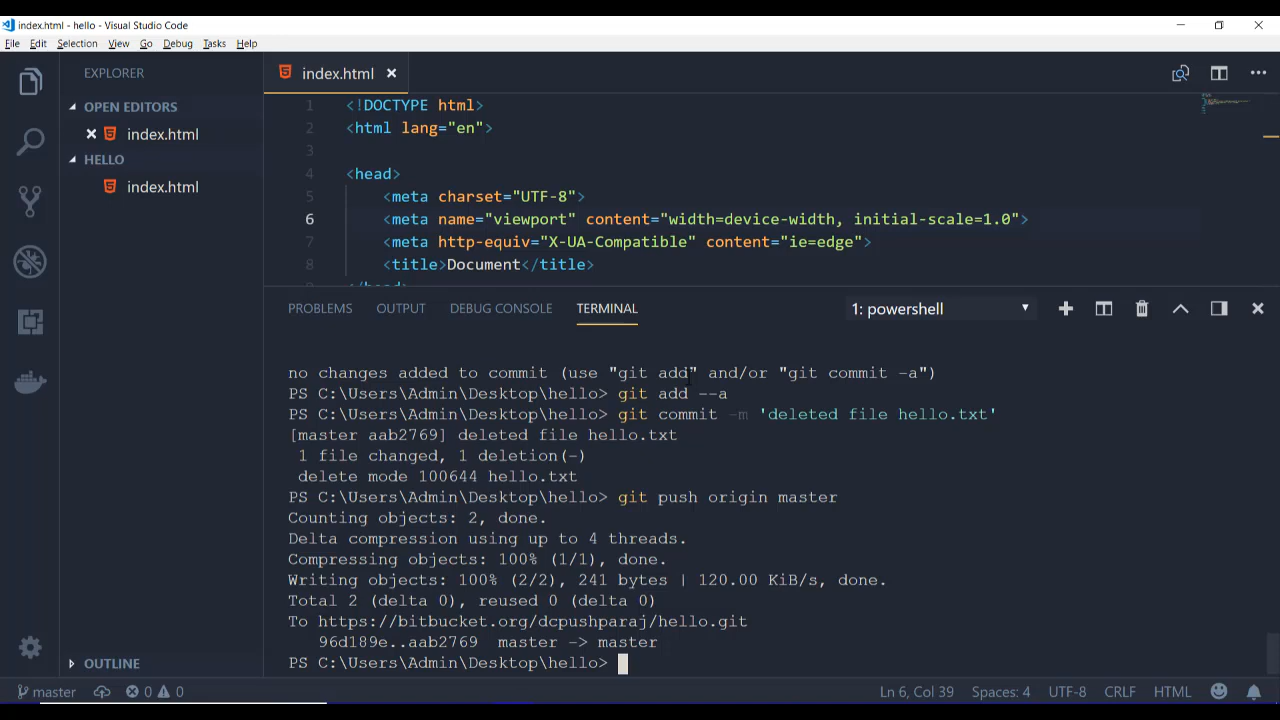 index.html - hello - Visual Studio Code
File Edit Selection View Go Debug Tasks Help
EXPLORER
OPEN EDITORS
index.html
HELLO
index.html
OUTLINE
index.html
1 <!DOCTYPE html>
2 <html lang="en">
3
4 <head>
5 <meta charset="UTF-8">
6 <meta name="viewport" content="width=device-width, initial-scale=1.0">
7 <meta http-equiv="X-UA-Compatible" content="ie=edge">
8 <title>Document</title>
</head>
PROBLEMS OUTPUT DEBUG CONSOLE TERMINAL 1: powershell
no changes added to commit (use "git add" and/or "git commit -a")
PS C:\Users\Admin\Desktop\hello> git add --a
PS C:\Users\Admin\Desktop\hello> git commit -m 'deleted file hello.txt'
[master aab2769] deleted file hello.txt
1 file changed, 1 deletion(-)
delete mode 100644 hello.txt
PS C:\Users\Admin\Desktop\hello> git push origin master
Counting objects: 2, done.
Delta compression using up to 4 threads.
Compressing objects: 100% (1/1), done.
Writing objects: 100% (2/2), 241 bytes | 120.00 KiB/s, done.
Total 2 (delta 0), reused 0 (delta 0)
To https://bitbucket.org/dcpushparaj/hello.git
96d189e..aab2769 master -> master
PS C:\Users\Admin\Desktop\hello>
master 0 0 Ln 6, Col 39 Spaces: 4 UTF-8 CRLF HTML